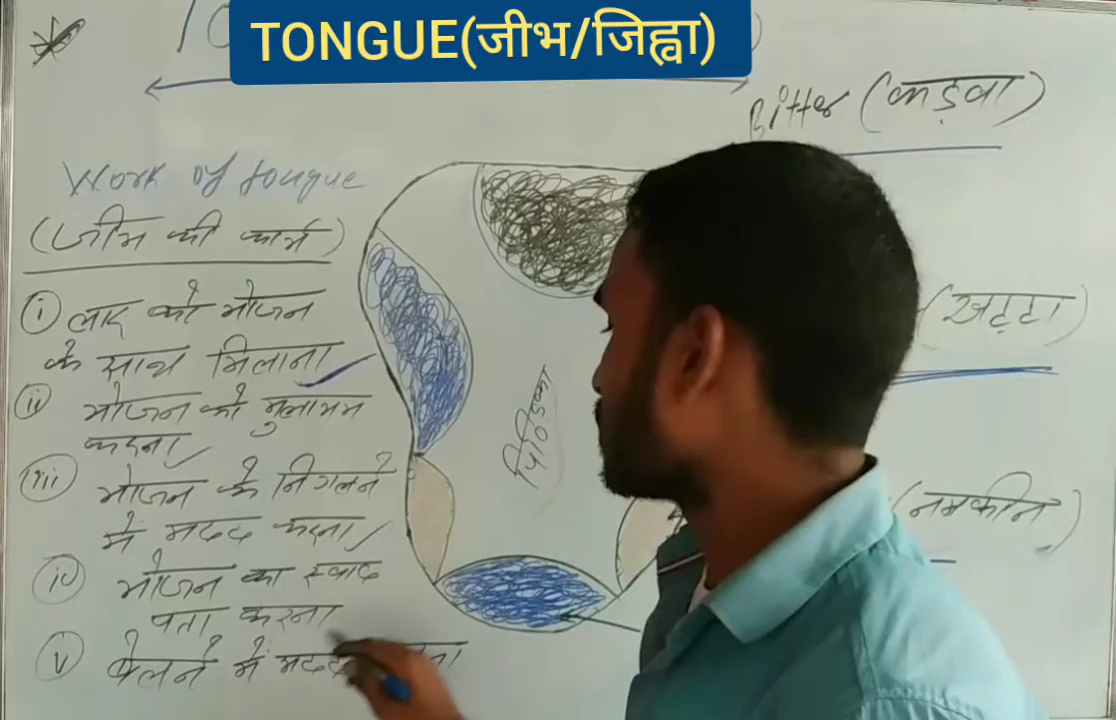 TONGUE(जीभ/जिह्वा)
Bitter (कड़वा)
Work of tongue
(जीभ की कार्य)
(खट्टा)
(i) लार को भोजन
के साथ मिलाना
(ii) भोजन को मुलायम
करना
पिण्डिका
(iii) भोजन के निगलने
में मदद करना
(नमकीन)
(iv) भोजन का स्वाद
पता करना
(v) बोलने में मदद